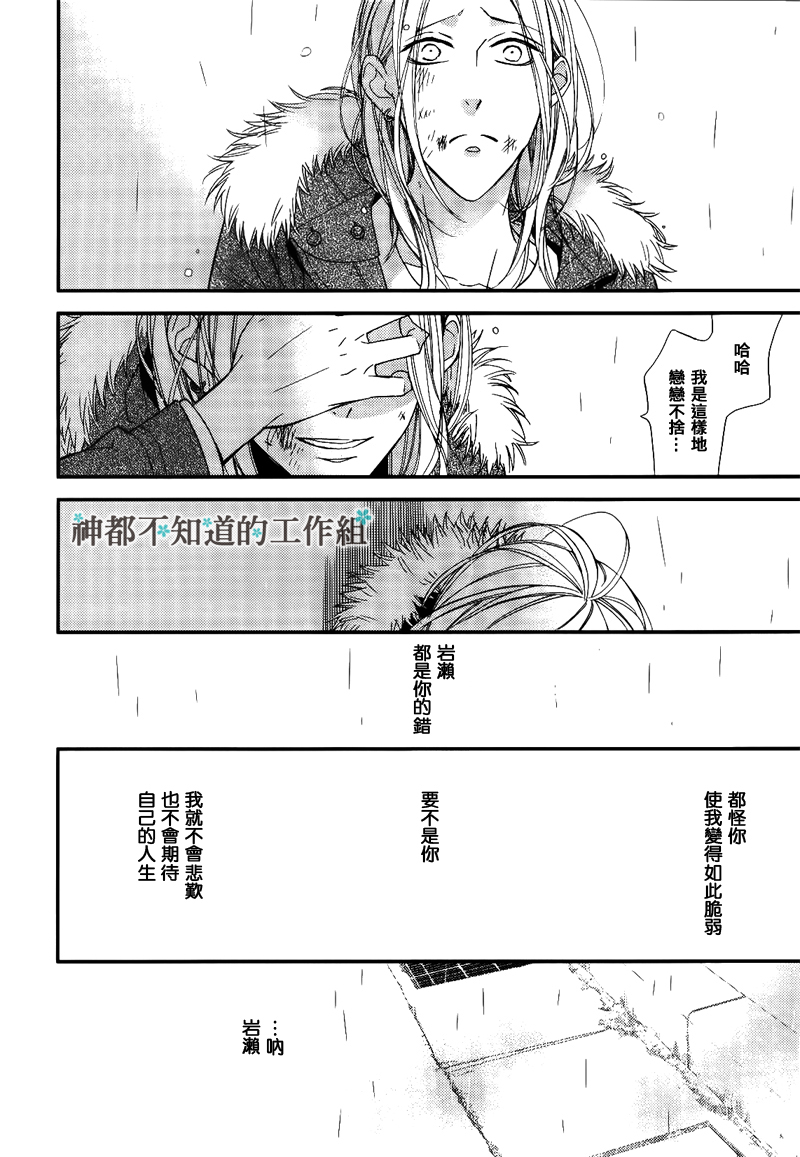 哈哈
我是這樣地
戀戀不捨…
神都不知道的工作組
岩瀨
都是你的錯
都怪你
使我變得如此脆弱
要不是你
我就不會悲歎
也不會期待
自己的人生
…吶
岩瀨